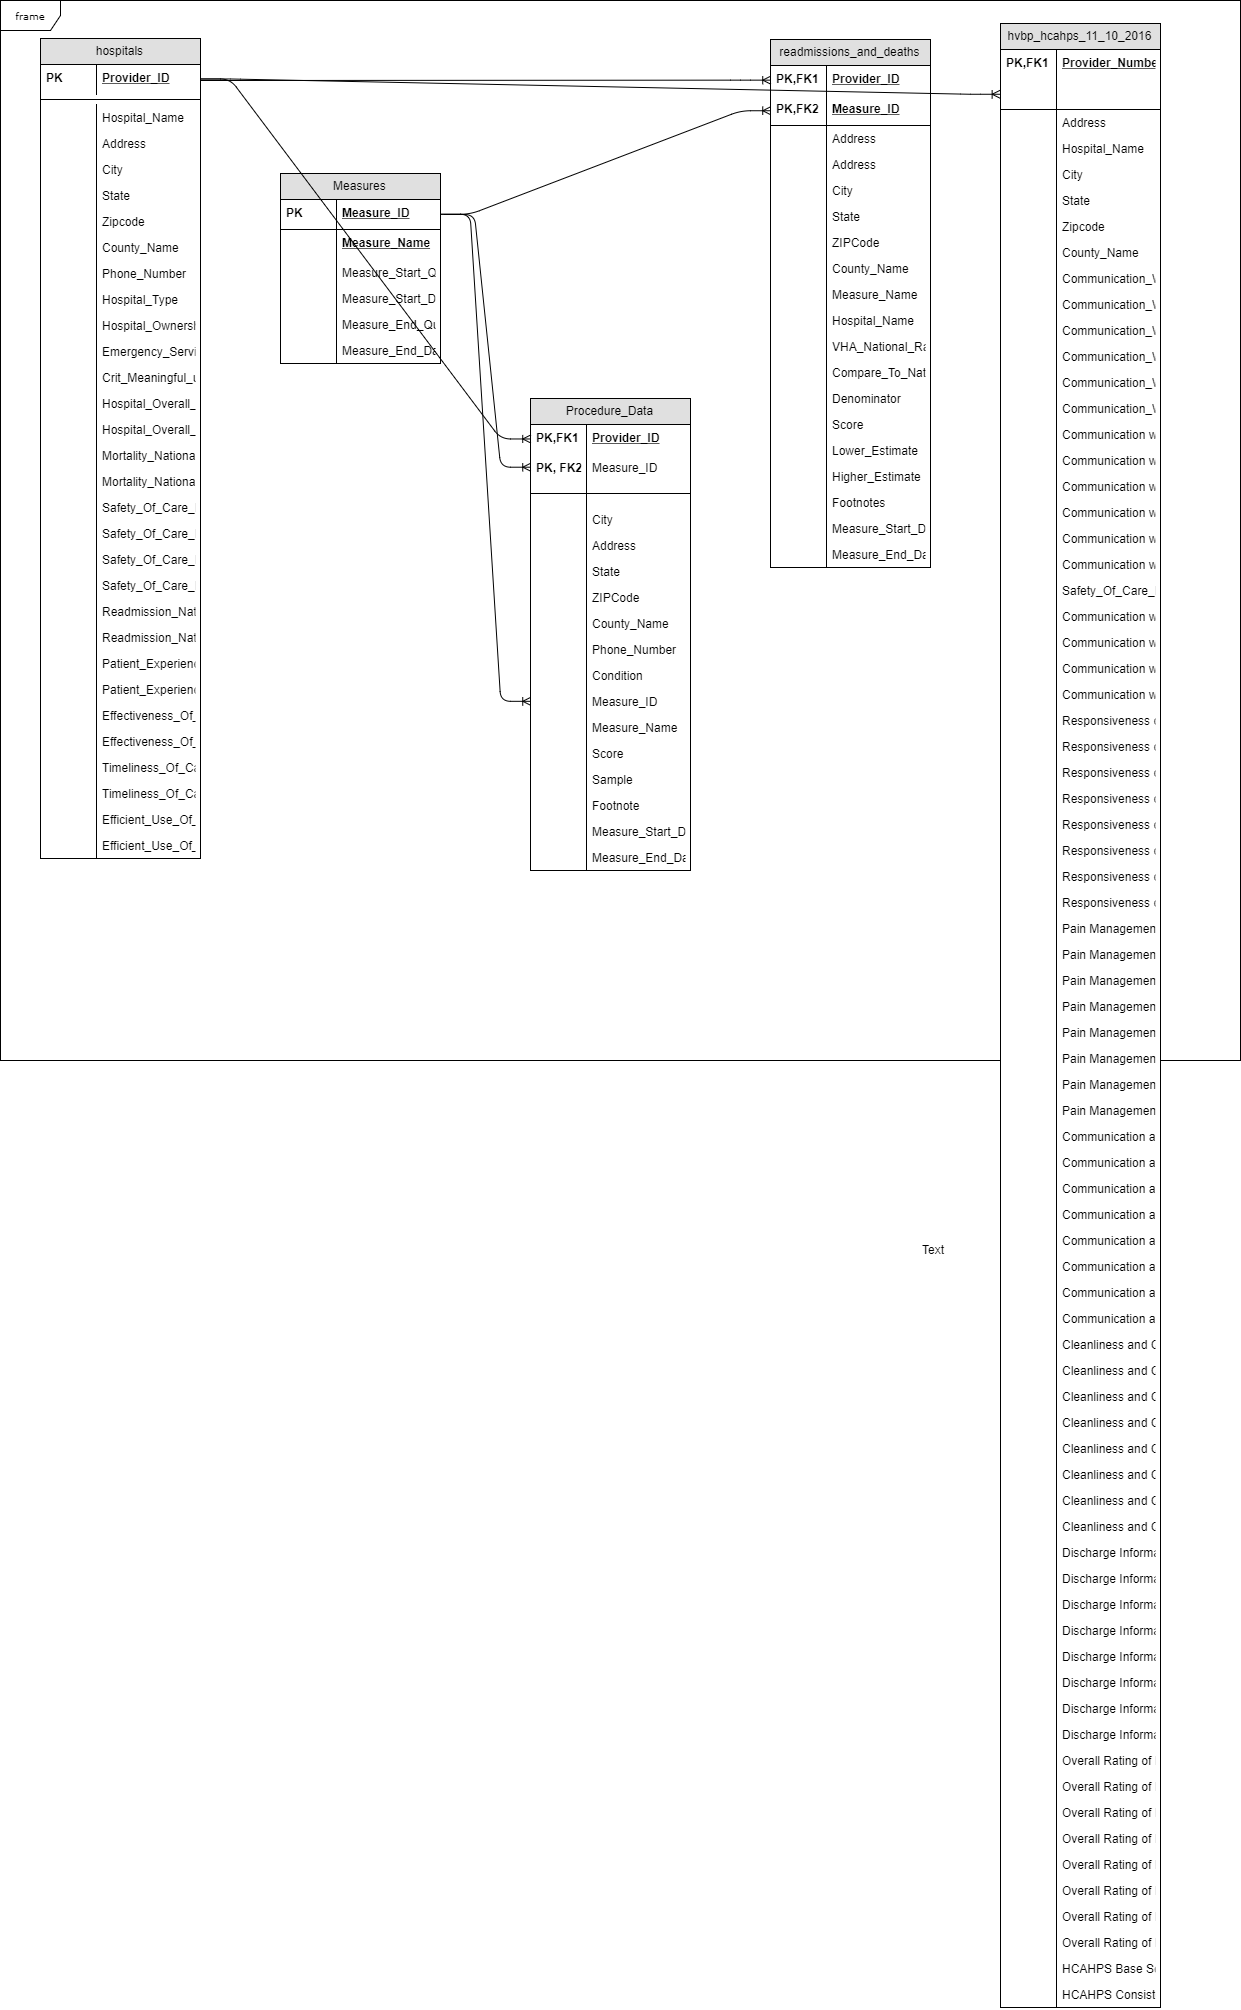 frame
hospitals
PK Provider_ID
Hospital_Name
Address
City
State
Zipcode
County_Name
Phone_Number
Hospital_Type
Hospital_Ownersl
Emergency_Servi
Crit_Meaningful_u
Hospital_Overall_
Hospital_Overall_
Mortality_Nationa
Mortality_Nationa
Safety_Of_Care_
Safety_Of_Care_
Safety_Of_Care_
Safety_Of_Care_
Readmission_Nat
Readmission_Nat
Patient_Experien
Patient_Experien
Effectiveness_Of_
Effectiveness_Of_
Timeliness_Of_Ca
Timeliness_Of_Ca
Efficient_Use_Of_
Efficient_Use_Of_
Measures
PK Measure_ID
Measure_Name
Measure_Start_Q
Measure_Start_D
Measure_End_Qu
Measure_End_Da
Procedure_Data
PK,FK1 Provider_ID
PK, FK2 Measure_ID
City
Address
State
ZIPCode
County_Name
Phone_Number
Condition
Measure_ID
Measure_Name
Score
Sample
Footnote
Measure_Start_D
Measure_End_Da
readmissions_and_deaths
PK,FK1 Provider_ID
PK,FK2 Measure_ID
Address
Address
City
State
ZIPCode
County_Name
Measure_Name
Hospital_Name
VHA_National_Ra
Compare_To_Nat
Denominator
Score
Lower_Estimate
Higher_Estimate
Footnotes
Measure_Start_D
Measure_End_Da
hvbp_hcahps_11_10_2016
PK,FK1 Provider_Numbe
Address
Hospital_Name
City
State
Zipcode
County_Name
Communication_\
Communication_\
Communication_\
Communication_\
Communication_\
Communication_\
Communication w
Communication w
Communication w
Communication w
Communication w
Communication w
Safety_Of_Care_
Communication w
Communication w
Communication w
Communication w
Responsiveness
Responsiveness
Responsiveness
Responsiveness
Responsiveness
Responsiveness
Responsiveness
Responsiveness
Pain Managemen
Pain Managemen
Pain Managemen
Pain Managemen
Pain Managemen
Pain Managemen
Pain Managemen
Pain Managemen
Communication a
Communication a
Communication a
Communication a
Communication a
Communication a
Communication a
Communication a
Cleanliness and C
Cleanliness and C
Cleanliness and C
Cleanliness and C
Cleanliness and C
Cleanliness and C
Cleanliness and C
Cleanliness and C
Discharge Informa
Discharge Informa
Discharge Informa
Discharge Informa
Discharge Informa
Discharge Informa
Discharge Informa
Discharge Informa
Overall Rating of
Overall Rating of
Overall Rating of
Overall Rating of
Overall Rating of
Overall Rating of
Overall Rating of
Overall Rating of
HCAHPS Base Sc
HCAHPS Consist
Text